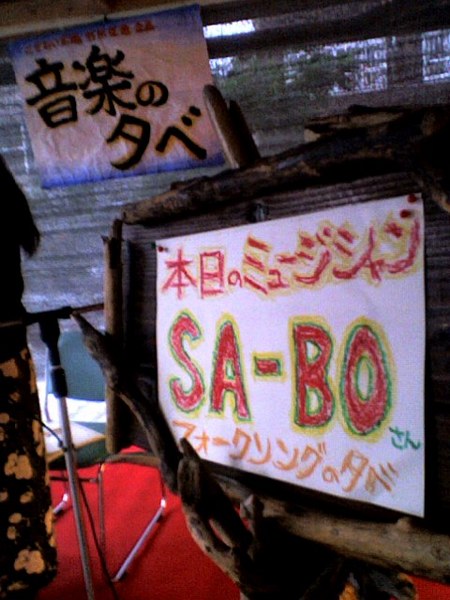 音楽の
夕べ
本日のミュージシャン
SA-BO
さん
フォークソングの夕べ